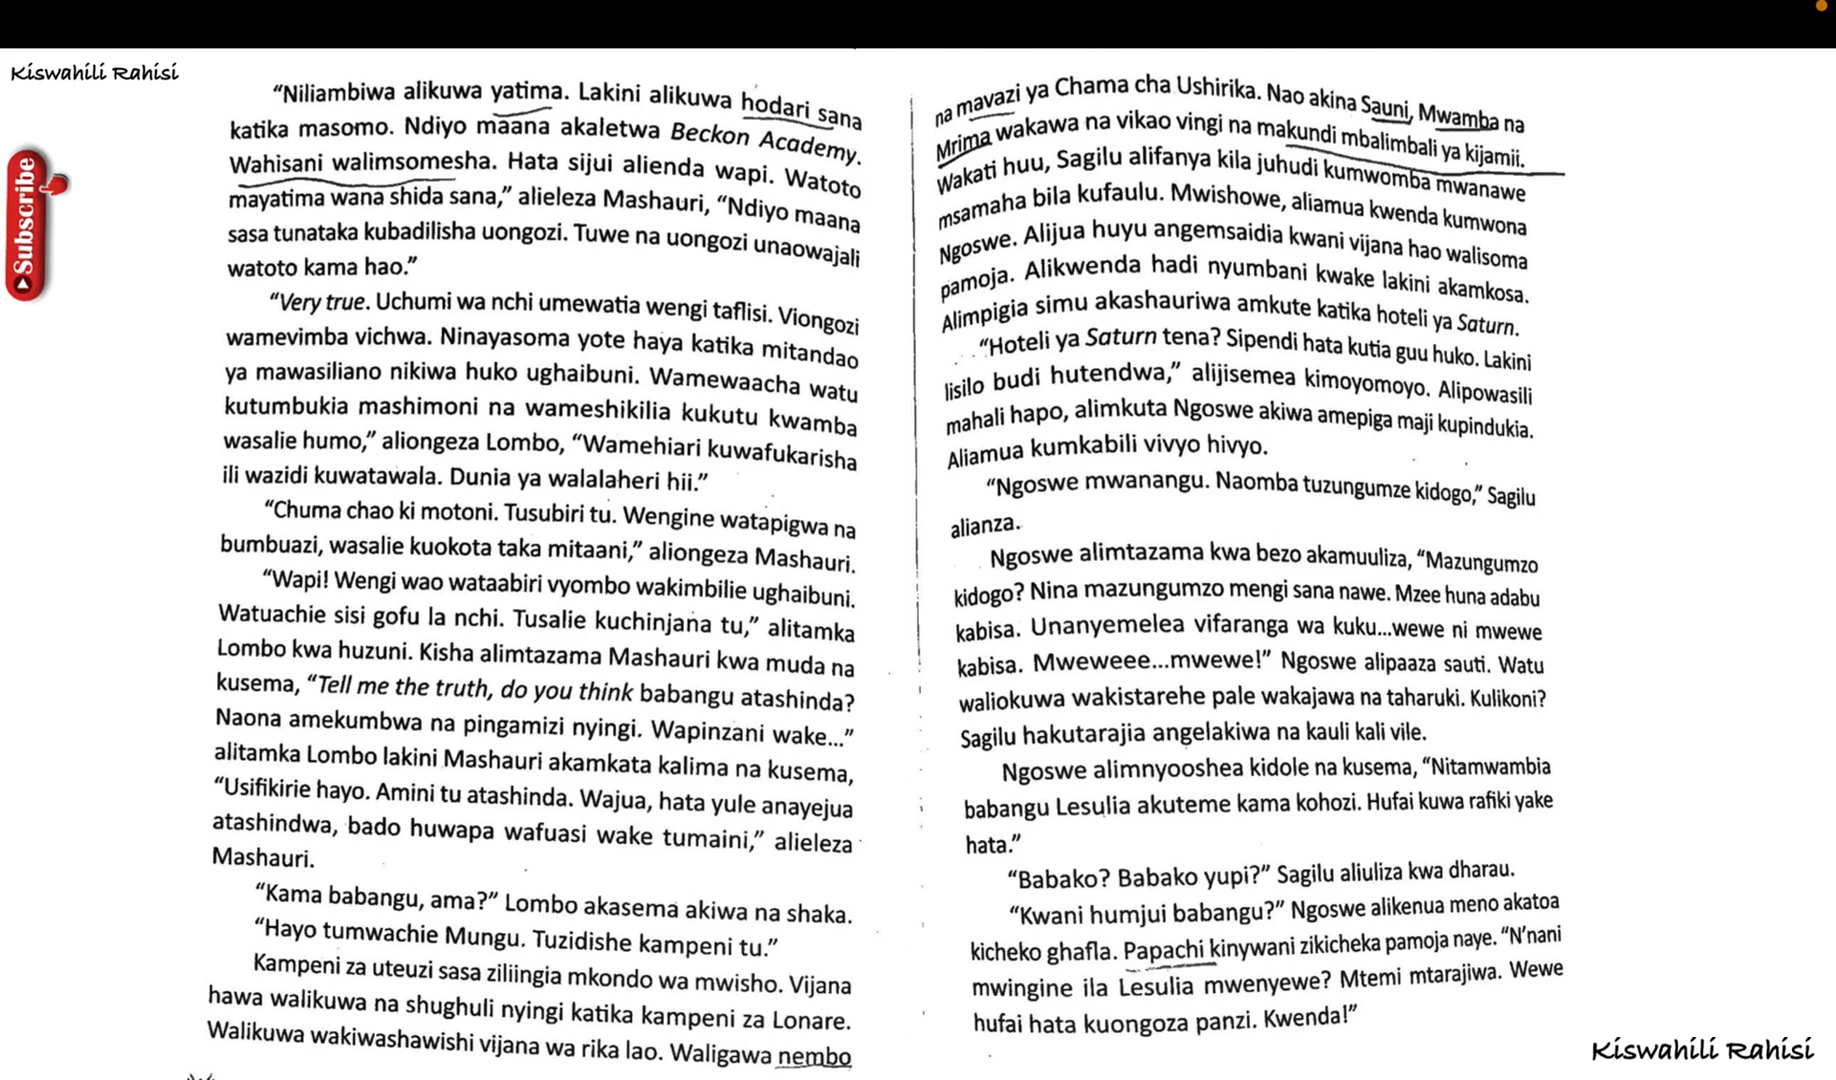 Kiswahili Rahisi
Subscribe
“Niliambiwa alikuwa yatima. Lakini alikuwa hodari sana
katika masomo. Ndiyo maana akaletwa Beckon Academy.
Wahisani walimsomesha. Hata sijui alienda wapi. Watoto
mayatima wana shida sana,” alieleza Mashauri, “Ndiyo maana
sasa tunataka kubadilisha uongozi. Tuwe na uongozi unaowajali
watoto kama hao.”
“Very true. Uchumi wa nchi umewatia wengi taflisi. Viongozi
wamevimba vichwa. Ninayasoma yote haya katika mitandao
ya mawasiliano nikiwa huko ughaibuni. Wamewaacha watu
kutumbukia mashimoni na wameshikilia kukutu kwamba
wasalie humo,” aliongeza Lombo, “Wamehiari kuwafukarisha
ili wazidi kuwatawala. Dunia ya walalaheri hii.”
“Chuma chao ki motoni. Tusubiri tu. Wengine watapigwa na
bumbuazi, wasalie kuokota taka mitaani,” aliongeza Mashauri.
“Wapi! Wengi wao wataabiri vyombo wakimbilie ughaibuni.
Watuachie sisi gofu la nchi. Tusalie kuchinjana tu,” alitamka
Lombo kwa huzuni. Kisha alimtazama Mashauri kwa muda na
kusema, “Tell me the truth, do you think babangu atashinda?
Naona amekumbwa na pingamizi nyingi. Wapinzani wake...”
alitamka Lombo lakini Mashauri akamkata kalima na kusema,
“Usifikirie hayo. Amini tu atashinda. Wajua, hata yule anayejua
atashindwa, bado huwapa wafuasi wake tumaini,” alieleza
Mashauri.
“Kama babangu, ama?” Lombo akasema akiwa na shaka.
“Hayo tumwachie Mungu. Tuzidishe kampeni tu.”
Kampeni za uteuzi sasa ziliingia mkondo wa mwisho. Vijana
hawa walikuwa na shughuli nyingi katika kampeni za Lonare.
Walikuwa wakiwashawishi vijana wa rika lao. Waligawa nembo
na mavazi ya Chama cha Ushirika. Nao akina Sauni, Mwamba na
Mrima wakawa na vikao vingi na makundi mbalimbali ya kijamii.
Wakati huu, Sagilu alifanya kila juhudi kumwomba mwanawe
msamaha bila kufaulu. Mwishowe, aliamua kwenda kumwona
Ngoswe. Alijua huyu angemsaidia kwani vijana hao walisoma
pamoja. Alikwenda hadi nyumbani kwake lakini akamkosa.
Alimpigia simu akashauriwa amkute katika hoteli ya Saturn.
“Hoteli ya Saturn tena? Sipendi hata kutia guu huko. Lakini
lisilo budi hutendwa,” alijisemea kimoyomoyo. Alipowasili
mahali hapo, alimkuta Ngoswe akiwa amepiga maji kupindukia.
Aliamua kumkabili vivyo hivyo.
“Ngoswe mwanangu. Naomba tuzungumze kidogo,” Sagilu
alianza.
Ngoswe alimtazama kwa bezo akamuuliza, “Mazungumzo
kidogo? Nina mazungumzo mengi sana nawe. Mzee huna adabu
kabisa. Unanyemelea vifaranga wa kuku...wewe ni mwewe
kabisa. Mweweee...mwewe!” Ngoswe alipaaza sauti. Watu
waliokuwa wakistarehe pale wakajawa na taharuki. Kulikoni?
Sagilu hakutarajia angelakiwa na kauli kali vile.
Ngoswe alimnyooshea kidole na kusema, “Nitamwambia
babangu Lesulia akuteme kama kohozi. Hufai kuwa rafiki yake
hata.”
“Babako? Babako yupi?” Sagilu aliuliza kwa dharau.
“Kwani humjui babangu?” Ngoswe alikenua meno akatoa
kicheko ghafla. Papachi kinywani zikicheka pamoja naye. “N’nani
mwingine ila Lesulia mwenyewe? Mtemi mtarajiwa. Wewe
hufai hata kuongoza panzi. Kwenda!”
Kiswahili Rahisi